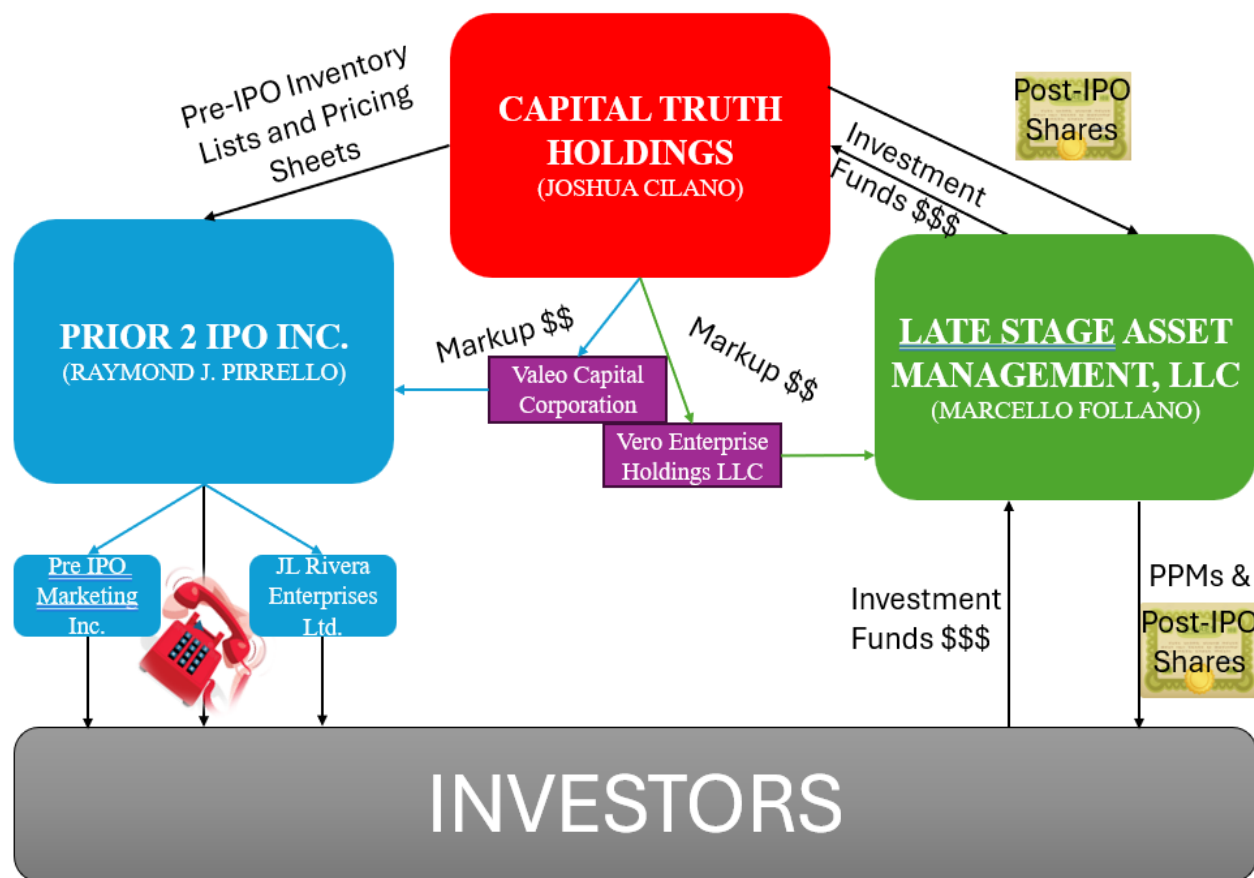 CAPITAL TRUTH
HOLDINGS
(JOSHUA CILANO)
Pre-IPO Inventory
Lists and Pricing
Sheets
Post-IPO
Shares
Investment
Funds $$$
PRIOR 2 IPO INC.
(RAYMOND J. PIRRELLO)
Markup $$
Markup $$
Valeo Capital
Corporation
Vero Enterprise
Holdings LLC
LATE STAGE ASSET
MANAGEMENT, LLC
(MARCELLO FOLLANO)
Pre IPO
Marketing
Inc.
JL Rivera
Enterprises
Ltd.
Investment
Funds $$$
PPMs &
Post-IPO
Shares
INVESTORS